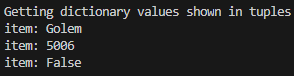 Getting dictionary values shown in tuples
item: Golem
item: 5006
item: False